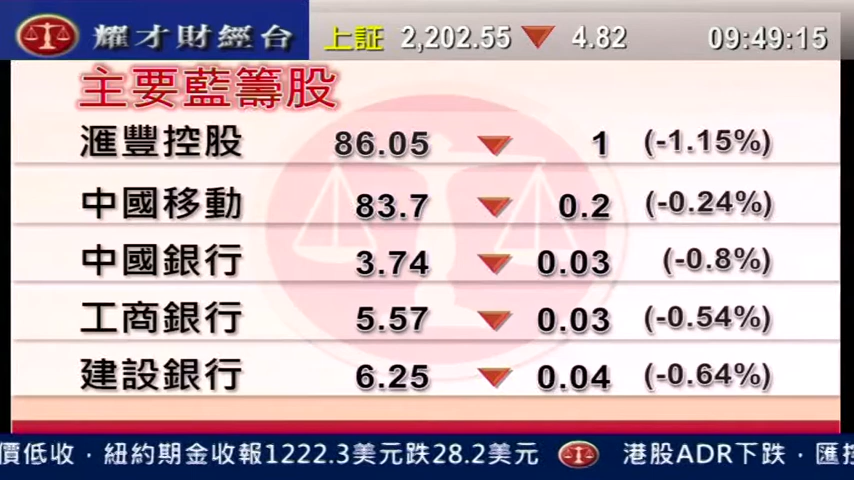 耀才財經台 上証 2,202.55 ▼ 4.82 09:49:15
主要藍籌股
滙豐控股 86.05 ▼ 1 (-1.15%)
中國移動 83.7 ▼ 0.2 (-0.24%)
中國銀行 3.74 ▼ 0.03 (-0.8%)
工商銀行 5.57 ▼ 0.03 (-0.54%)
建設銀行 6.25 ▼ 0.04 (-0.64%)
價低收，紐約期金收報1222.3美元跌28.2美元 港股ADR下跌，匯控